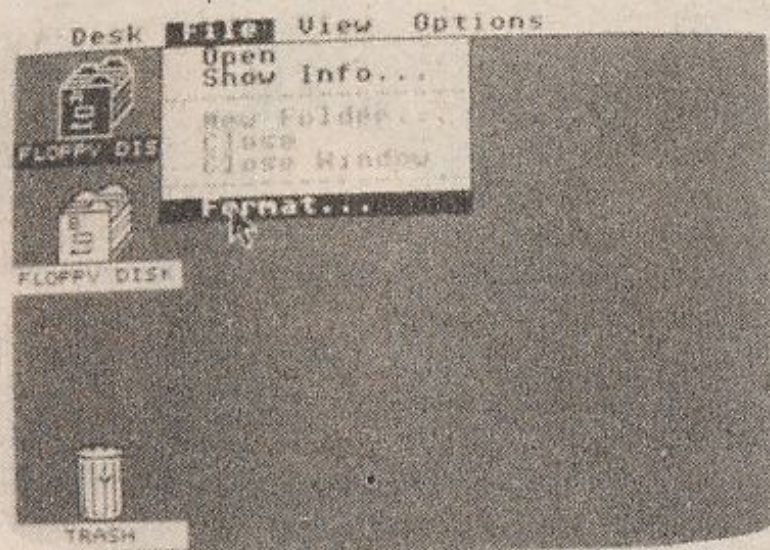 Desk File View Options
Open
Show Info...
New Folder...
Close
Close Window
Format...
FLOPPY DIS
FLOPPY DISK
TRASH